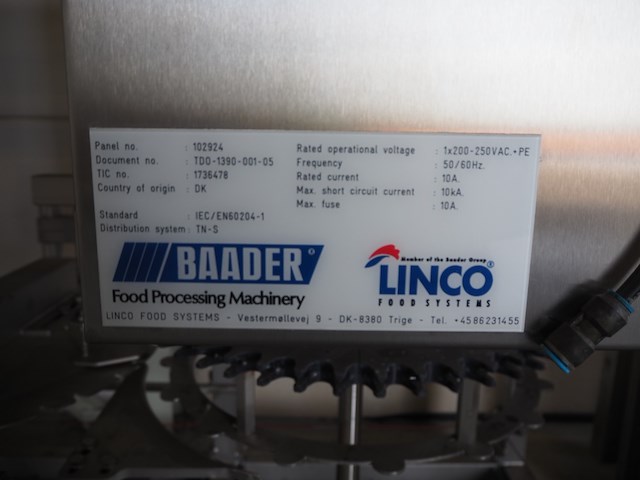 Panel no. : 102924
Document no. : TDO-1390-001-05
TIC no. : 1736478
Country of origin : DK
Standard : IEC/EN60204-1
Distribution system : TN-S
Rated operational voltage : 1x200-250VAC.+PE
Frequency : 50/60Hz.
Rated current : 10A.
Max. short circuit current : 10kA.
Max. fuse : 10A.
BAADER®
Food Processing Machinery
Member of the Baader Group
LINCO®
FOOD SYSTEMS
LINCO FOOD SYSTEMS - Vestermøllevej 9 - DK-8380 Trige - Tel. +4586231455